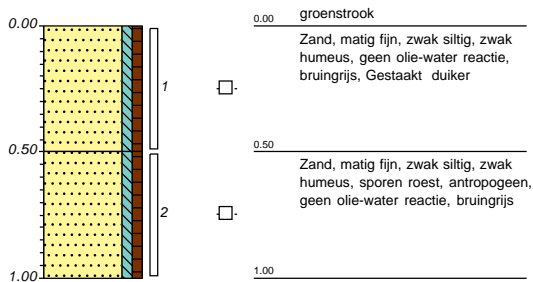 0.00
0.00
groenstrook
Zand, matig fijn, zwak siltig, zwak
humeus, geen olie-water reactie,
bruingrijs, Gestaakt duiker
1
0.50
0.50
Zand, matig fijn, zwak siltig, zwak
humeus, sporen roest, antropogeen,
geen olie-water reactie, bruingrijs
2
1.00
1.00